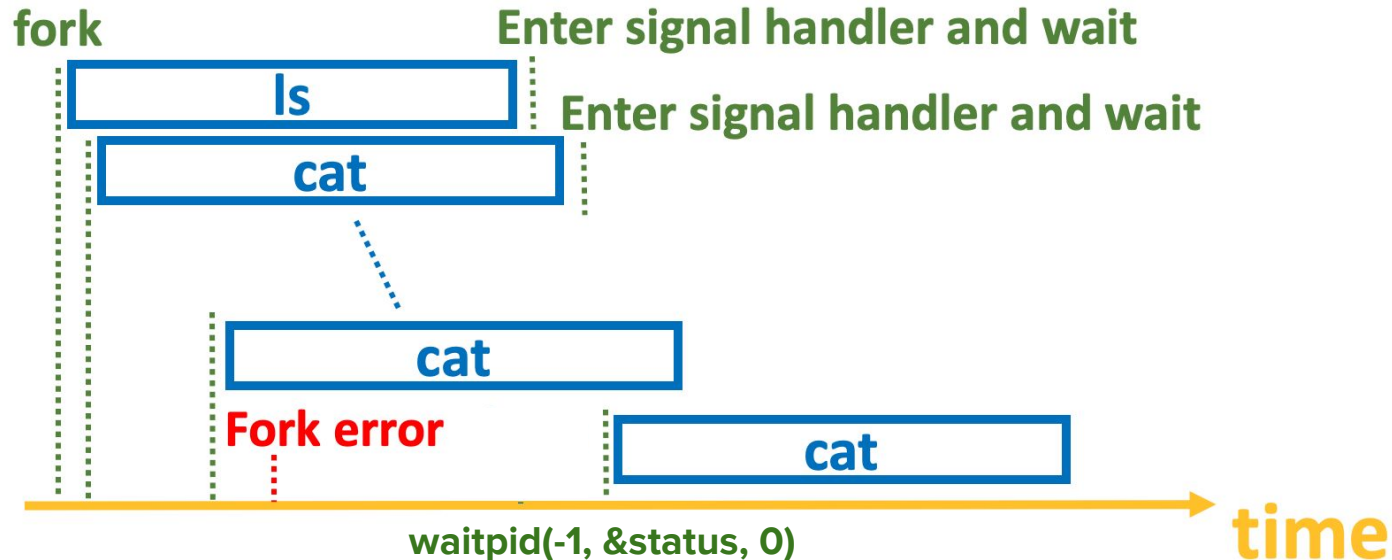 fork
Enter signal handler and wait
ls
Enter signal handler and wait
cat
cat
Fork error
cat
time
waitpid(-1, &status, 0)